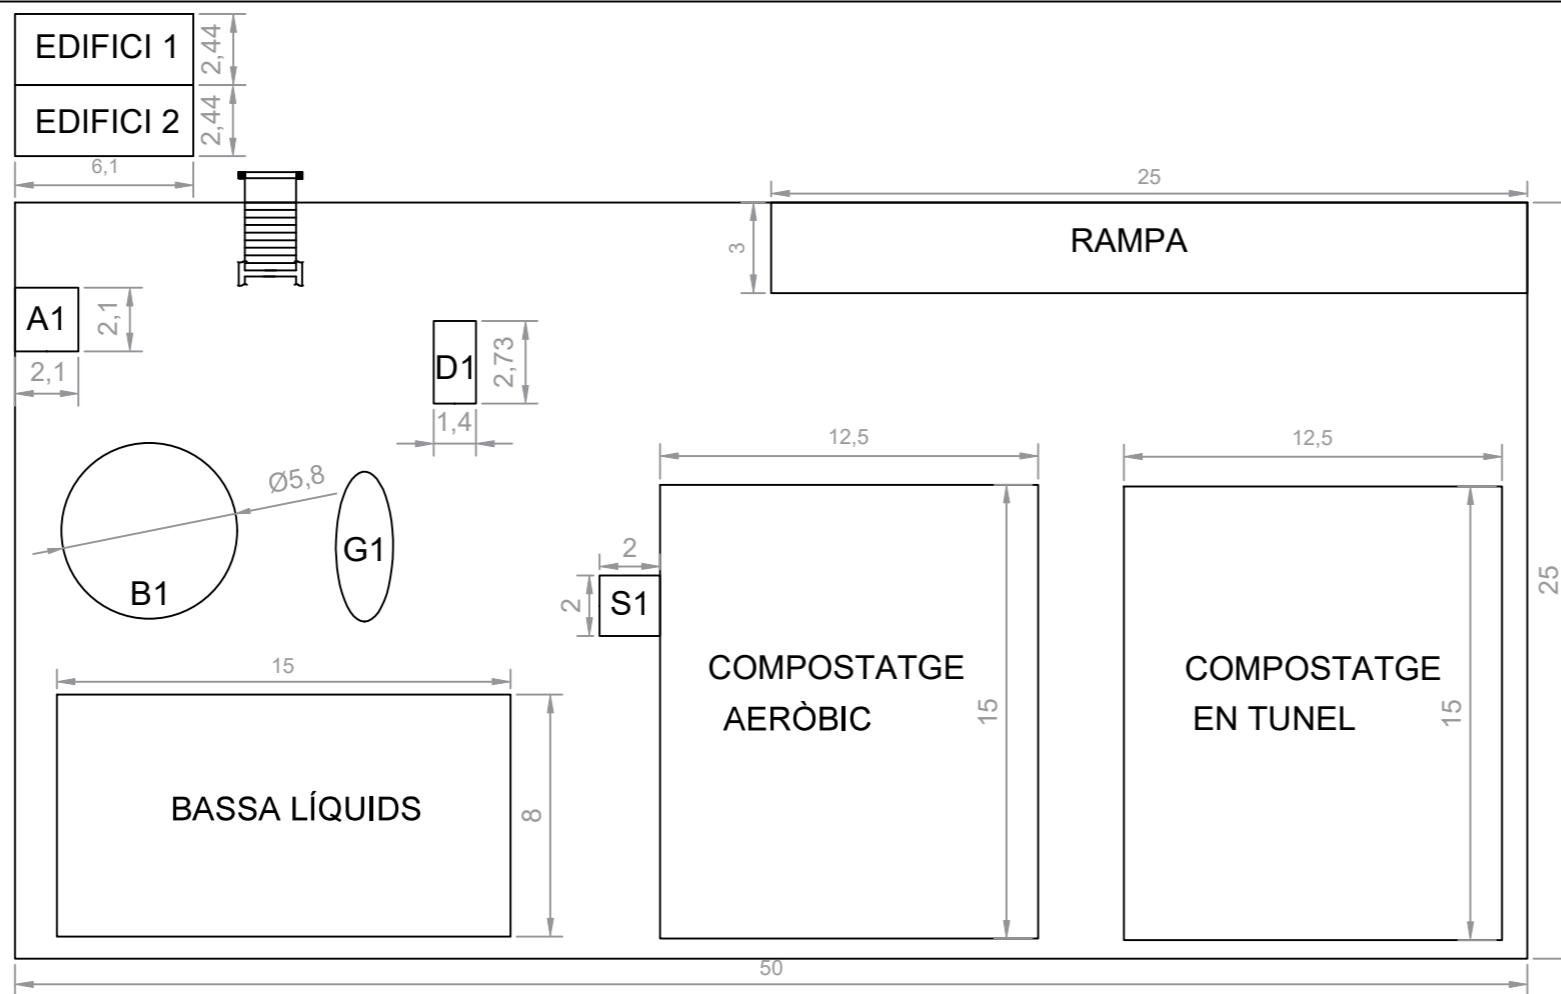 EDIFICI 1
2,44
EDIFICI 2
2,44
6,1
25
3
RAMPA
A1
2,1
2,1
D1
2,73
1,4
12,5
12,5
Ø5,8
B1
G1
2
2
S1
25
COMPOSTATGE
AERÒBIC
15
COMPOSTATGE
EN TUNEL
15
15
BASSA LÍQUIDS
8
50